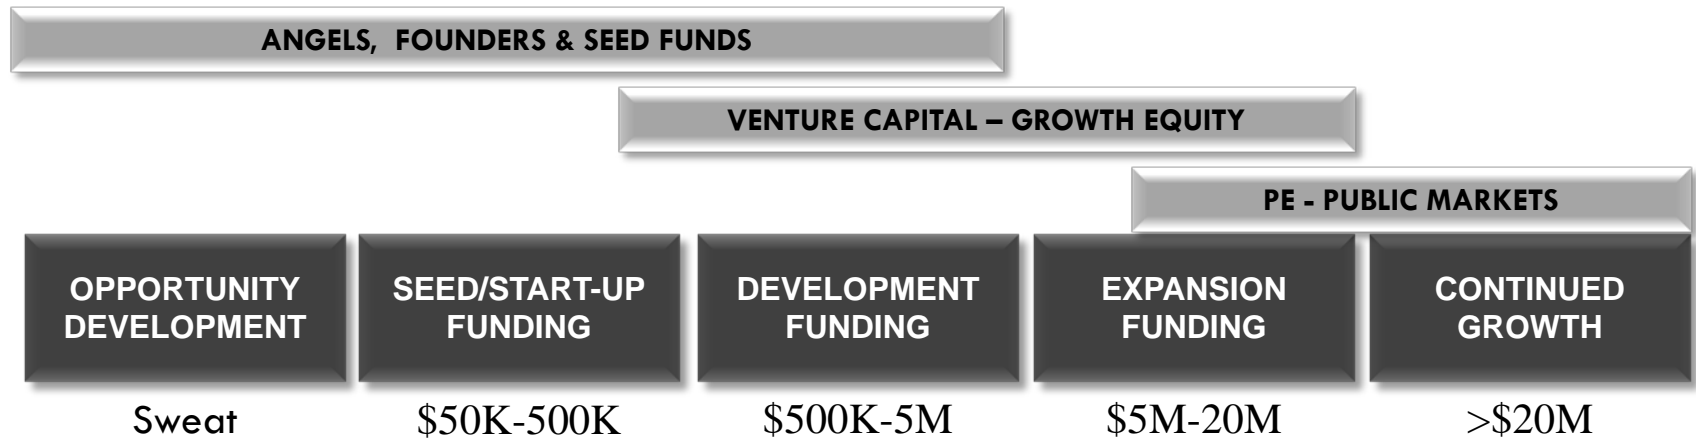 ANGELS, FOUNDERS & SEED FUNDS
VENTURE CAPITAL – GROWTH EQUITY
PE - PUBLIC MARKETS
OPPORTUNITY
DEVELOPMENT
SEED/START-UP
FUNDING
DEVELOPMENT
FUNDING
EXPANSION
FUNDING
CONTINUED
GROWTH
Sweat
$50K-500K
$500K-5M
$5M-20M
>$20M